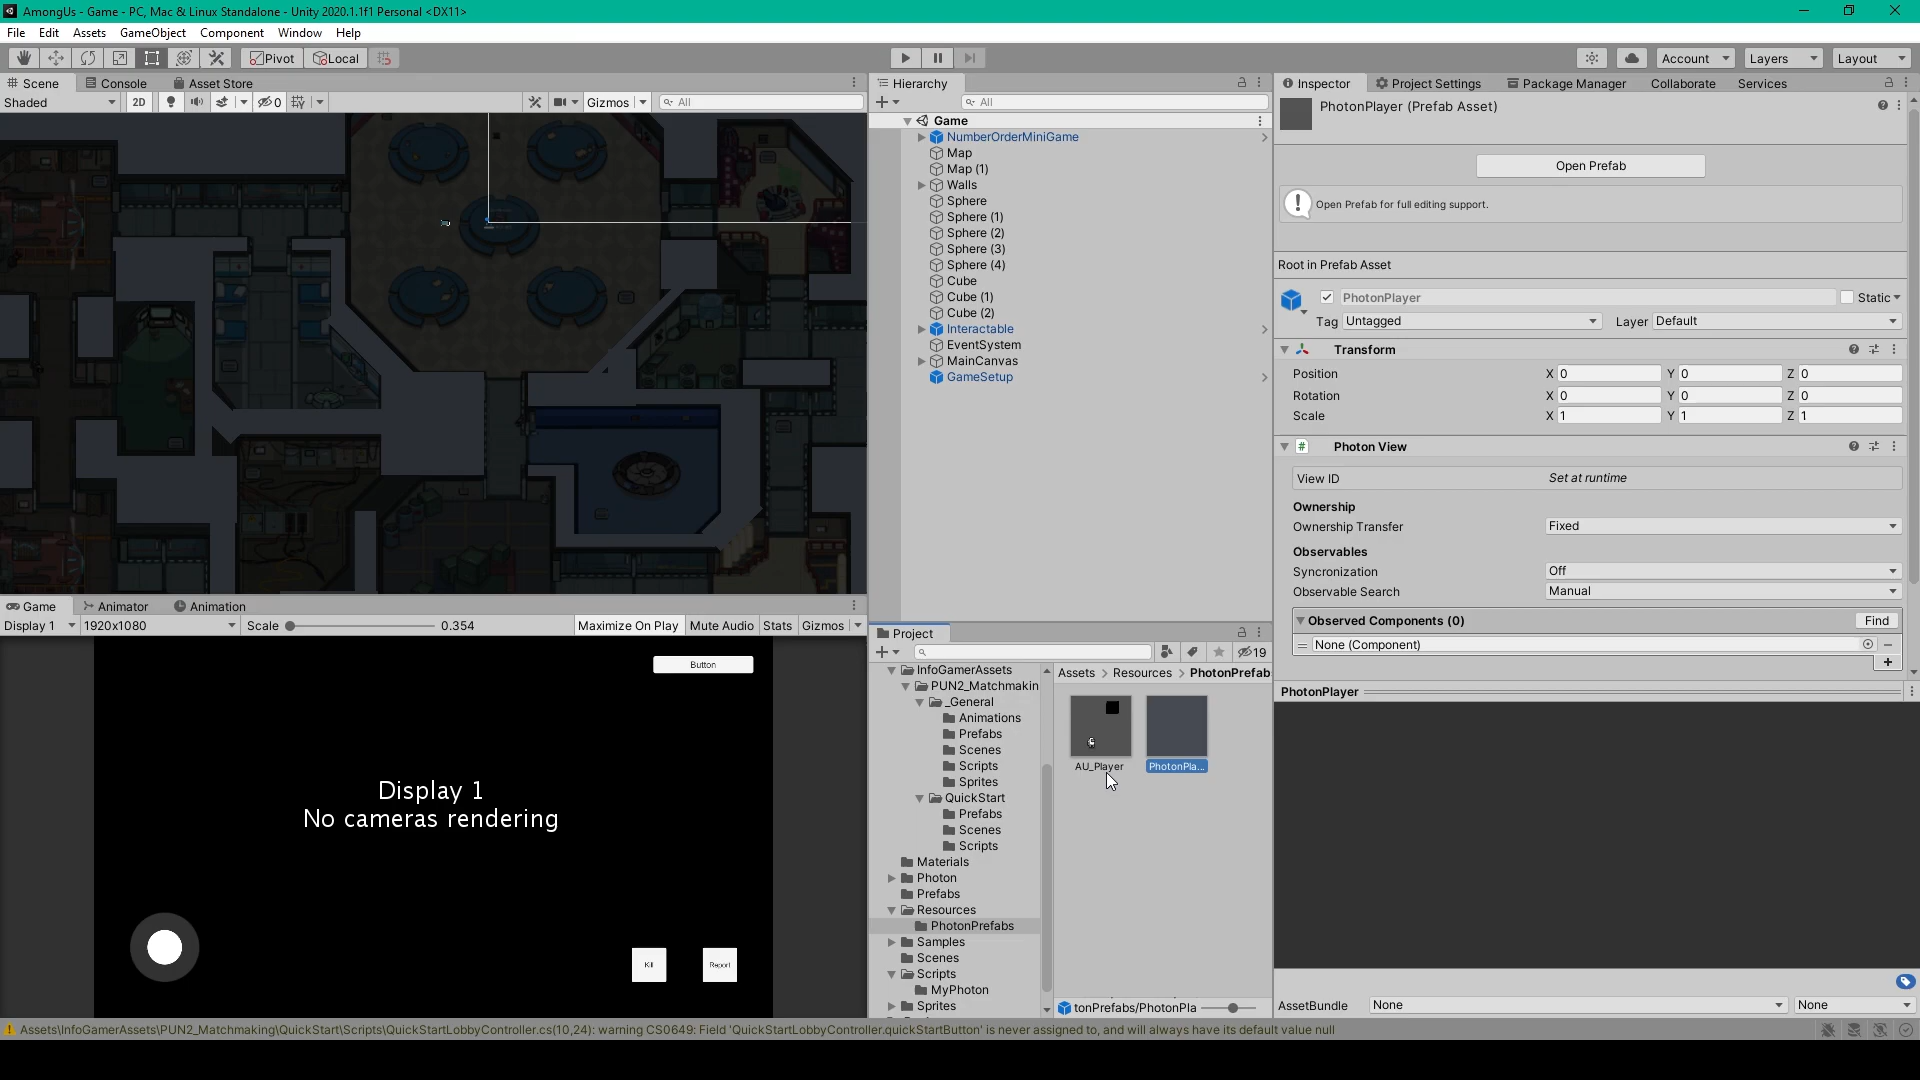 AmongUs - Game - PC, Mac & Linux Standalone - Unity 2020.1.1f1 Personal <DX11>
File Edit Assets GameObject Component Window Help
Pivot Local Account Layers Layout
Scene Console Asset Store
Shaded 2D 0 Gizmos All
Hierarchy
All
Game
NumberOrderMiniGame
Map
Map (1)
Walls
Sphere
Sphere (1)
Sphere (2)
Sphere (3)
Sphere (4)
Cube
Cube (1)
Cube (2)
Interactable
EventSystem
MainCanvas
GameSetup
Game Animator Animation
Display 1 1920x1080 Scale 0.354 Maximize On Play Mute Audio Stats Gizmos
Button
Display 1
No cameras rendering
Kill Report
Project
19
InfoGamerAssets
PUN2_Matchmakin
_General
Animations
Prefabs
Scenes
Scripts
Sprites
QuickStart
Prefabs
Scenes
Scripts
Materials
Photon
Prefabs
Resources
PhotonPrefabs
Samples
Scenes
Scripts
MyPhoton
Sprites
Assets > Resources > PhotonPrefabs
AU_Player PhotonPla...
tonPrefabs/PhotonPla
Inspector Project Settings Package Manager Collaborate Services
PhotonPlayer (Prefab Asset)
Open Prefab
Open Prefab for full editing support.
Root in Prefab Asset
PhotonPlayer Static
Tag Untagged Layer Default
Transform
Position X 0 Y 0 Z 0
Rotation X 0 Y 0 Z 0
Scale X 1 Y 1 Z 1
# Photon View
View ID Set at runtime
Ownership
Ownership Transfer Fixed
Observables
Syncronization Off
Observable Search Manual
Observed Components (0) Find
None (Component)
PhotonPlayer
AssetBundle None None
Assets\InfoGamerAssets\PUN2_Matchmaking\QuickStart\Scripts\QuickStartLobbyController.cs(10,24): warning CS0649: Field 'QuickStartLobbyController.quickStartButton' is never assigned to, and will always have its default value null